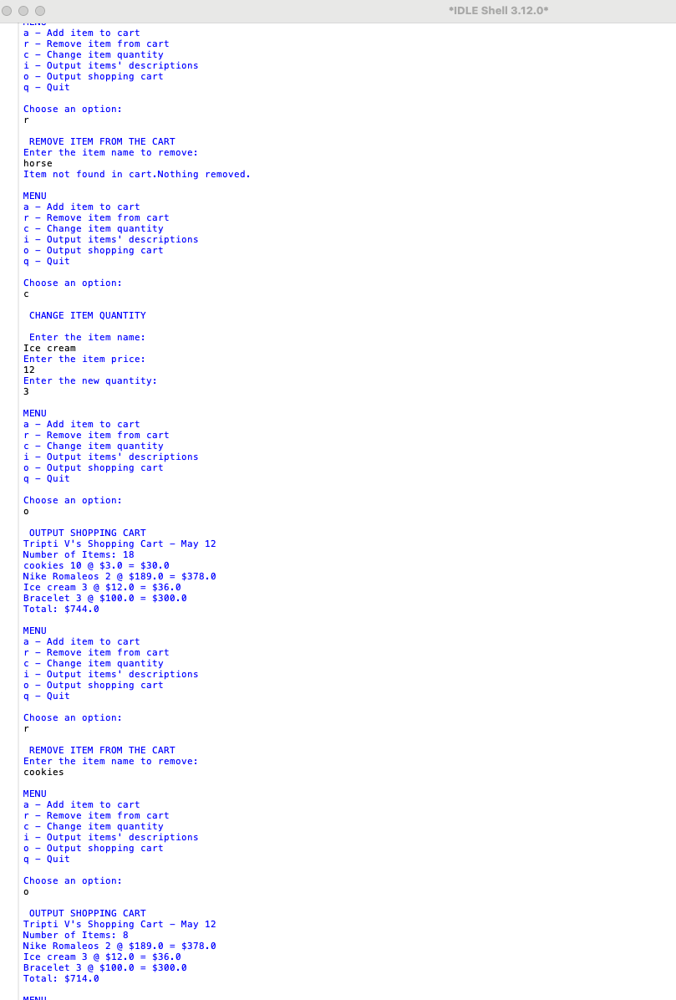 *IDLE Shell 3.12.0*
MENU
a – Add item to cart
r – Remove item from cart
c – Change item quantity
i – Output items' descriptions
o – Output shopping cart
q – Quit
Choose an option:
r
REMOVE ITEM FROM THE CART
Enter the item name to remove:
horse
Item not found in cart.Nothing removed.
MENU
a – Add item to cart
r – Remove item from cart
c – Change item quantity
i – Output items' descriptions
o – Output shopping cart
q – Quit
Choose an option:
c
CHANGE ITEM QUANTITY
Enter the item name:
Ice cream
Enter the item price:
12
Enter the new quantity:
3
MENU
a – Add item to cart
r – Remove item from cart
c – Change item quantity
i – Output items' descriptions
o – Output shopping cart
q – Quit
Choose an option:
o
OUTPUT SHOPPING CART
Tripti V's Shopping Cart – May 12
Number of Items: 18
cookies 10 @ $3.0 = $30.0
Nike Romaleos 2 @ $189.0 = $378.0
Ice cream 3 @ $12.0 = $36.0
Bracelet 3 @ $100.0 = $300.0
Total: $744.0
MENU
a – Add item to cart
r – Remove item from cart
c – Change item quantity
i – Output items' descriptions
o – Output shopping cart
q – Quit
Choose an option:
r
REMOVE ITEM FROM THE CART
Enter the item name to remove:
cookies
MENU
a – Add item to cart
r – Remove item from cart
c – Change item quantity
i – Output items' descriptions
o – Output shopping cart
q – Quit
Choose an option:
o
OUTPUT SHOPPING CART
Tripti V's Shopping Cart – May 12
Number of Items: 8
Nike Romaleos 2 @ $189.0 = $378.0
Ice cream 3 @ $12.0 = $36.0
Bracelet 3 @ $100.0 = $300.0
Total: $714.0
MENU